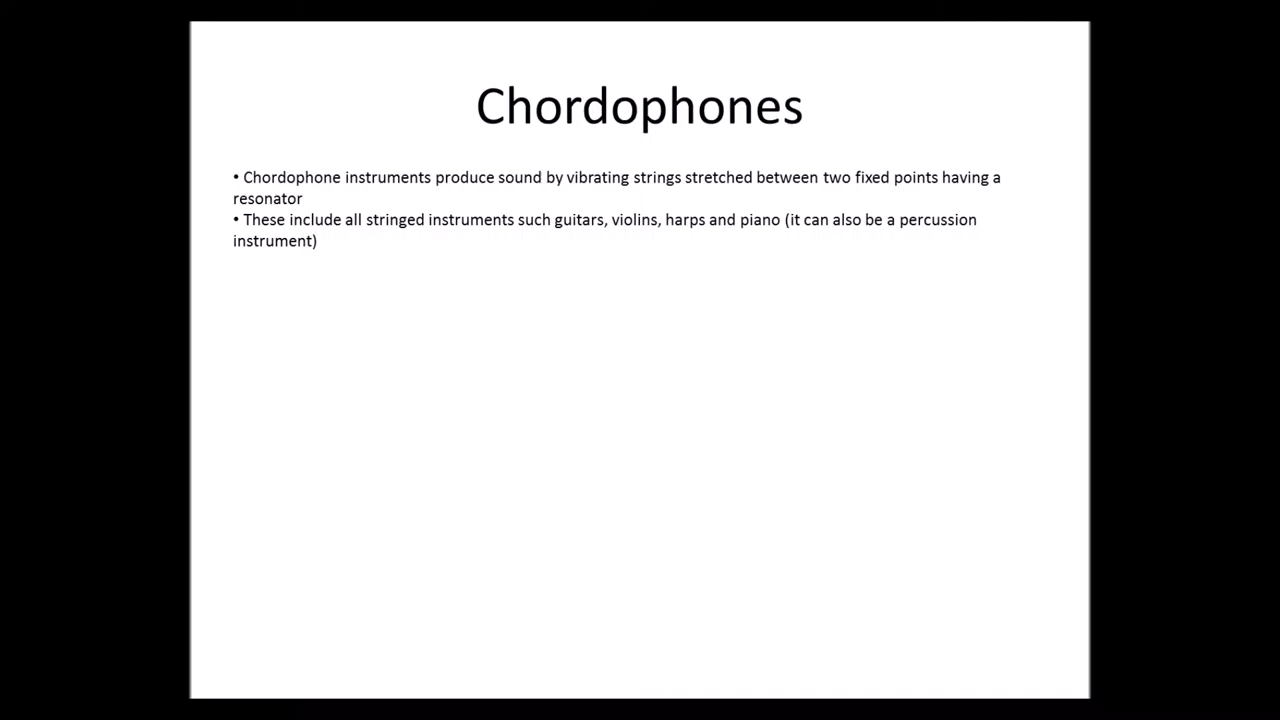 Chordophones
• Chordophone instruments produce sound by vibrating strings stretched between two fixed points having a
resonator
• These include all stringed instruments such guitars, violins, harps and piano (it can also be a percussion
instrument)